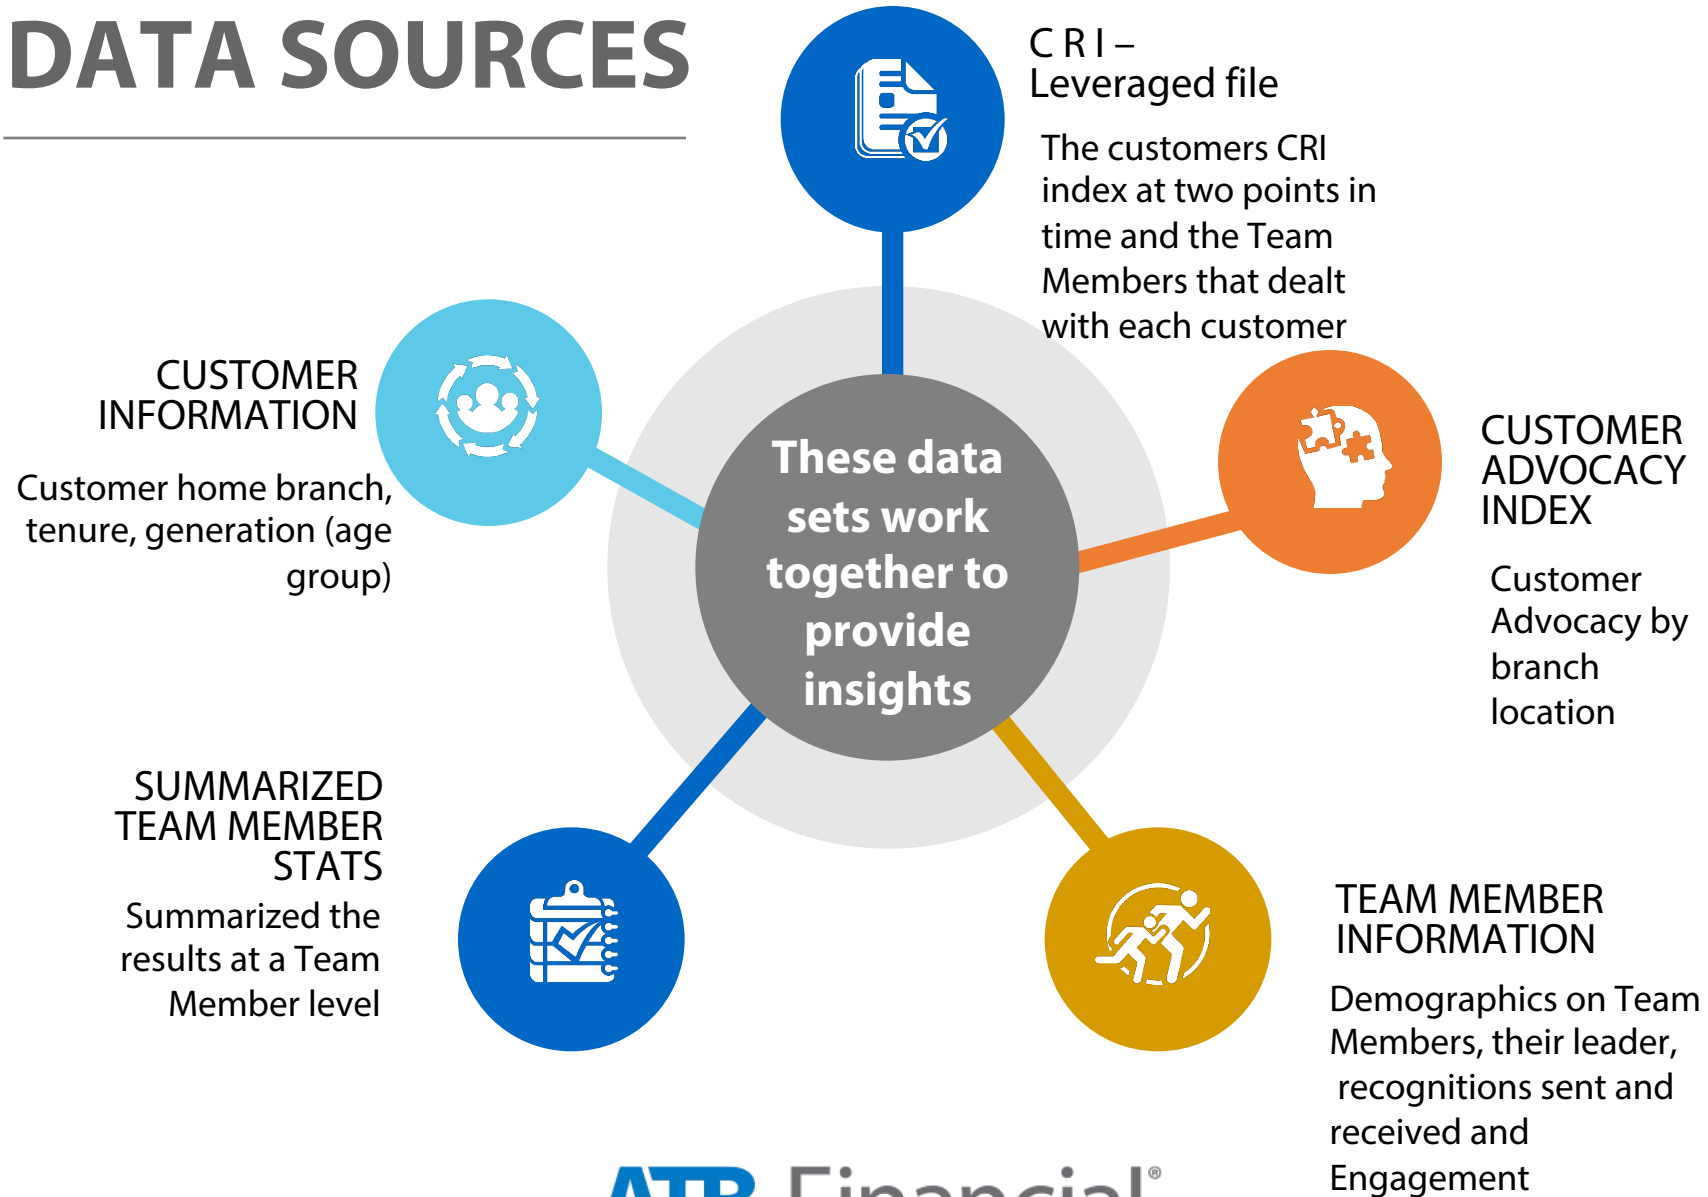 DATA SOURCES
C R I –
Leveraged file
The customers CRI
index at two points in
time and the Team
Members that dealt
with each customer
CUSTOMER
INFORMATION
Customer home branch,
tenure, generation (age
group)
These data
sets work
together to
provide
insights
CUSTOMER
ADVOCACY
INDEX
Customer
Advocacy by
branch
location
SUMMARIZED
TEAM MEMBER
STATS
Summarized the
results at a Team
Member level
TEAM MEMBER
INFORMATION
Demographics on Team
Members, their leader,
recognitions sent and
received and
Engagement
ATB Financial®